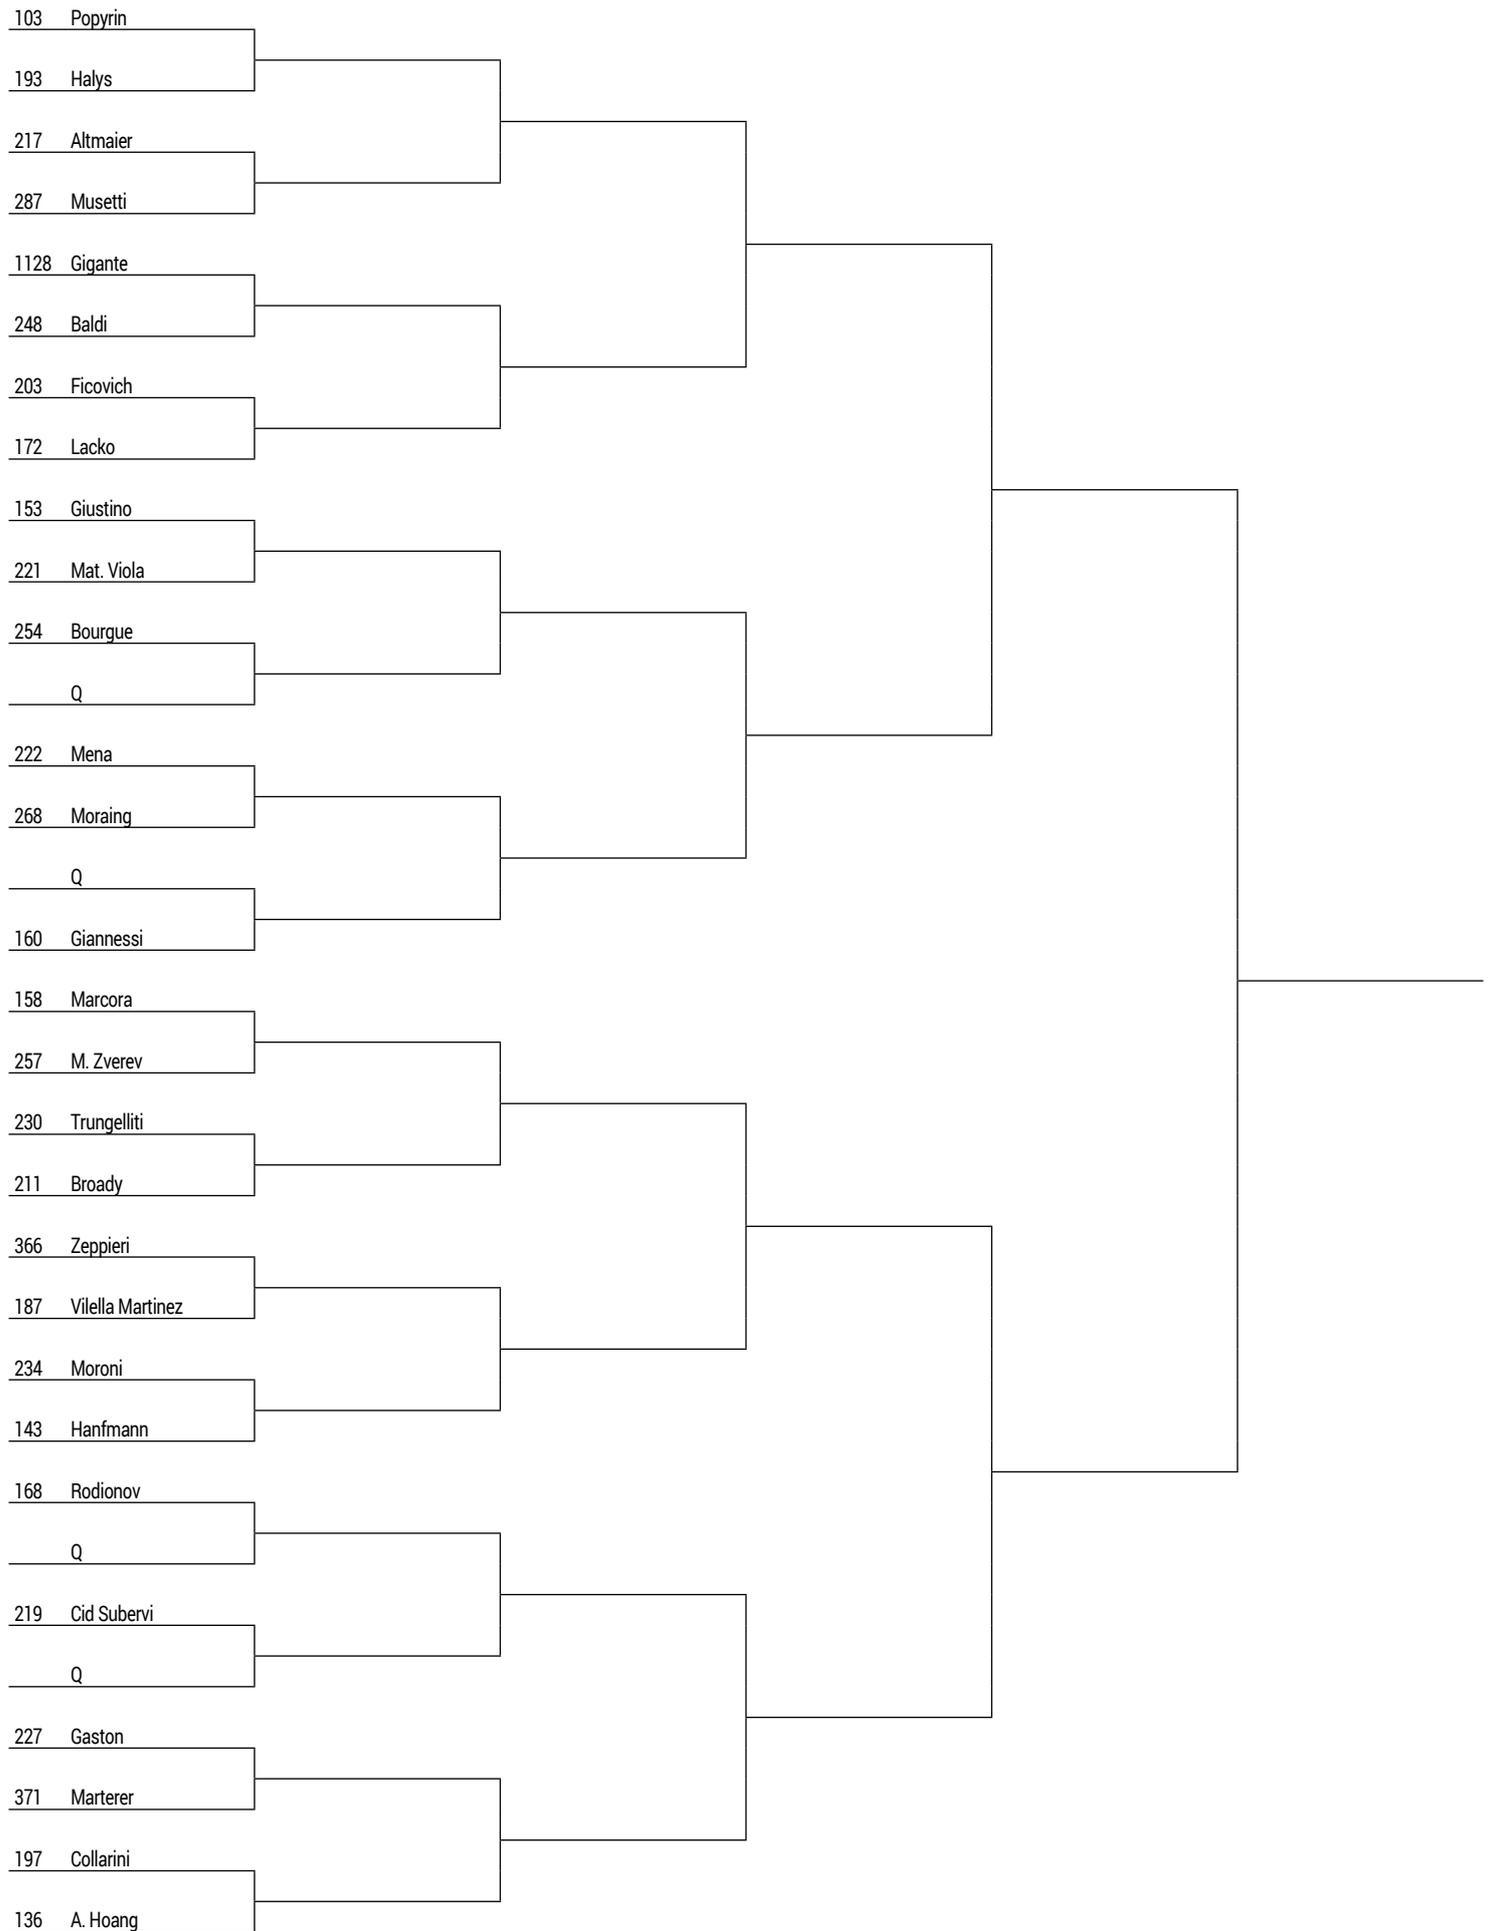 103 Popyrin
193 Halys
217 Altmaier
287 Musetti
1128 Gigante
248 Baldi
203 Ficovich
172 Lacko
153 Giustino
221 Mat. Viola
254 Bourgue
Q
222 Mena
268 Moraing
Q
160 Giannessi
158 Marcora
257 M. Zverev
230 Trungelliti
211 Broady
366 Zeppieri
187 Vilella Martinez
234 Moroni
143 Hanfmann
168 Rodionov
Q
219 Cid Subervi
Q
227 Gaston
371 Marterer
197 Collarini
136 A. Hoang